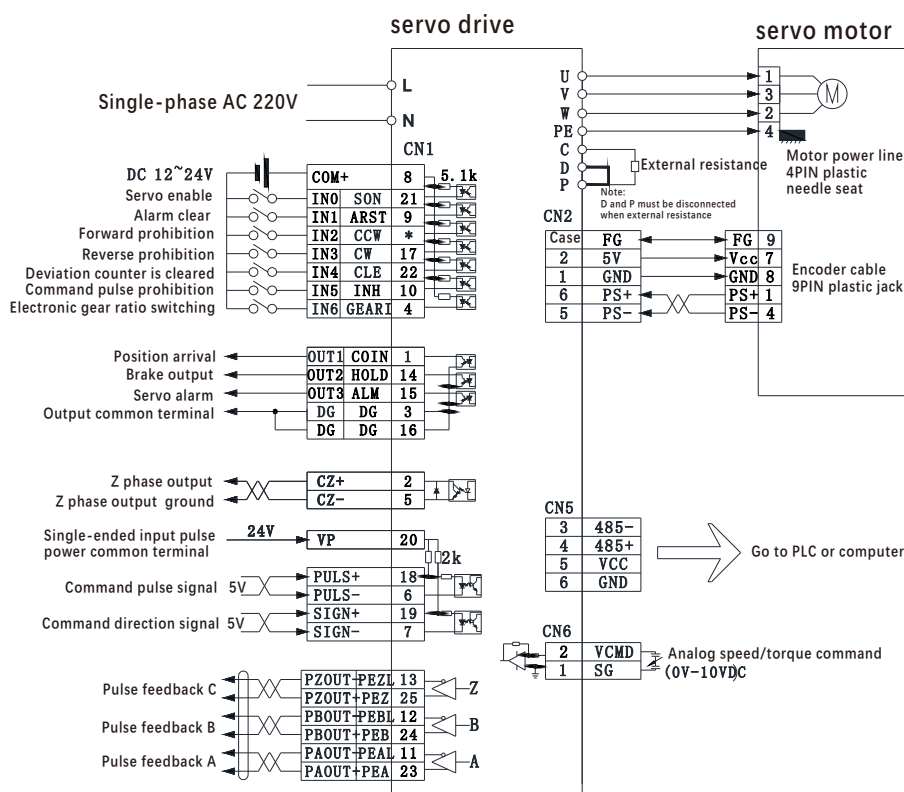 servo drive
servo motor
Single-phase AC 220V
L
N
U
V
W
PE
C
D
P
1
3
2
4
M
Motor power line
4PIN plastic
needle seat
External resistance
Note:
D and P must be disconnected
when external resistance
CN1
DC 12~24V COM+ 8 5.1k
Servo enable IN0 SON 21
Alarm clear IN1 ARST 9
Forward prohibition IN2 CCW *
Reverse prohibition IN3 CW 17
Deviation counter is cleared IN4 CLE 22
Command pulse prohibition IN5 INH 10
Electronic gear ratio switching IN6 GEAR1 4
CN2
Case FG FG 9
2 5V Vcc 7
1 GND GND 8
6 PS+ PS+ 1
5 PS- PS- 4
Encoder cable
9PIN plastic jack
Position arrival OUT1 COIN 1
Brake output OUT2 HOLD 14
Servo alarm OUT3 ALM 15
Output common terminal DG DG 3
DG DG 16
Z phase output CZ+ 2
Z phase output ground CZ- 5
Single-ended input pulse
power common terminal
24V VP 20
2k
Command pulse signal 5V PULS+ 18
PULS- 6
Command direction signal 5V SIGN+ 19
SIGN- 7
CN5
3 485-
4 485+
5 VCC
6 GND
Go to PLC or computer
CN6
2 VCMD
1 SG
Analog speed/torque command
(0V-10VDC)
Pulse feedback C PZOUT-PEZL 13 Z
PZOUT+PEZ 25
Pulse feedback B PBOUT-PEBL 12 B
PBOUT+PEB 24
Pulse feedback A PAOUT-PEAL 11 A
PAOUT+PEA 23